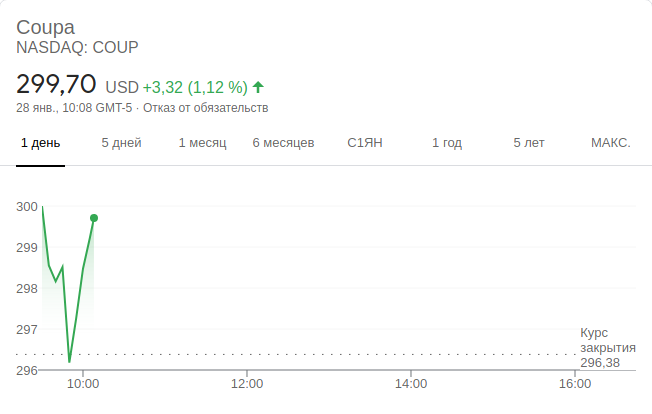 Coupa
NASDAQ: COUP
299,70 USD +3,32 (1,12 %)
28 янв., 10:08 GMT-5 · Отказ от обязательств
1 день 5 дней 1 месяц 6 месяцев С1ЯН 1 год 5 лет МАКС.
300
299
298
297
296
Курс
закрытия
296,38
10:00 12:00 14:00 16:00